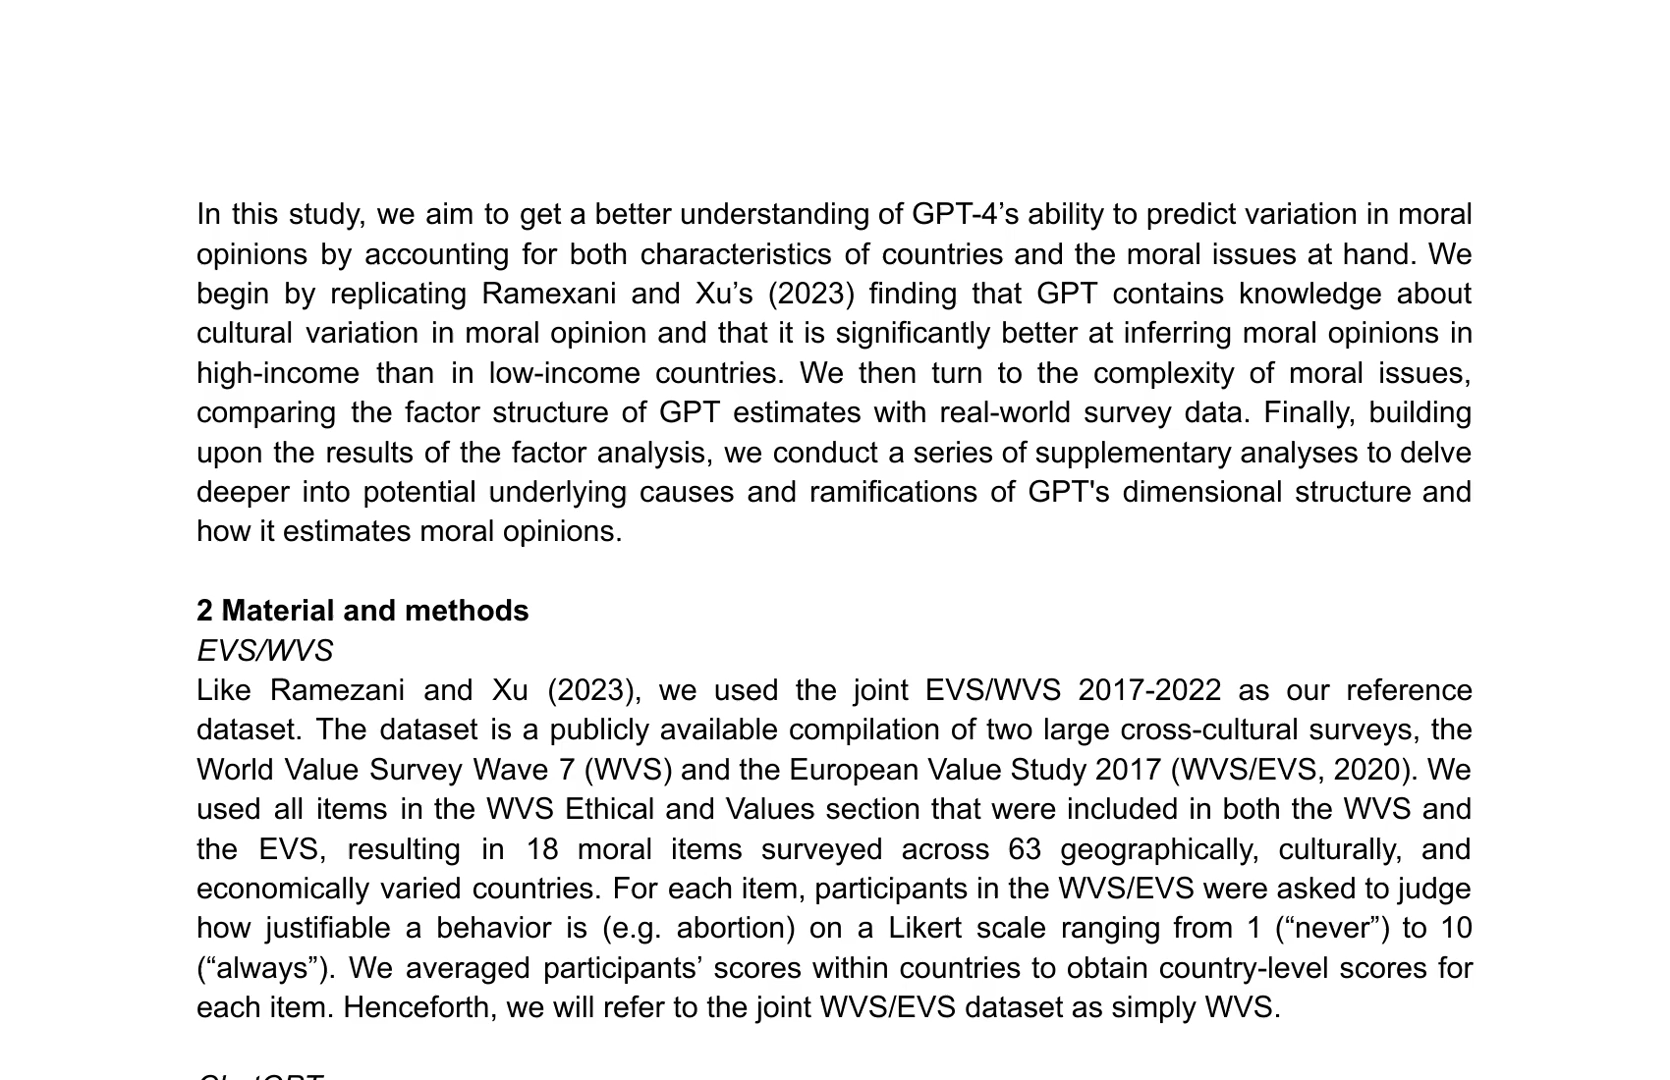 In this study, we aim to get a better understanding of GPT-4’s ability to predict variation in moral
opinions by accounting for both characteristics of countries and the moral issues at hand. We
begin by replicating Ramexani and Xu’s (2023) finding that GPT contains knowledge about
cultural variation in moral opinion and that it is significantly better at inferring moral opinions in
high-income than in low-income countries. We then turn to the complexity of moral issues,
comparing the factor structure of GPT estimates with real-world survey data. Finally, building
upon the results of the factor analysis, we conduct a series of supplementary analyses to delve
deeper into potential underlying causes and ramifications of GPT's dimensional structure and
how it estimates moral opinions.
2 Material and methods
EVS/WVS
Like Ramezani and Xu (2023), we used the joint EVS/WVS 2017-2022 as our reference
dataset. The dataset is a publicly available compilation of two large cross-cultural surveys, the
World Value Survey Wave 7 (WVS) and the European Value Study 2017 (WVS/EVS, 2020). We
used all items in the WVS Ethical and Values section that were included in both the WVS and
the EVS, resulting in 18 moral items surveyed across 63 geographically, culturally, and
economically varied countries. For each item, participants in the WVS/EVS were asked to judge
how justifiable a behavior is (e.g. abortion) on a Likert scale ranging from 1 (“never”) to 10
(“always”). We averaged participants’ scores within countries to obtain country-level scores for
each item. Henceforth, we will refer to the joint WVS/EVS dataset as simply WVS.
ChatGPT